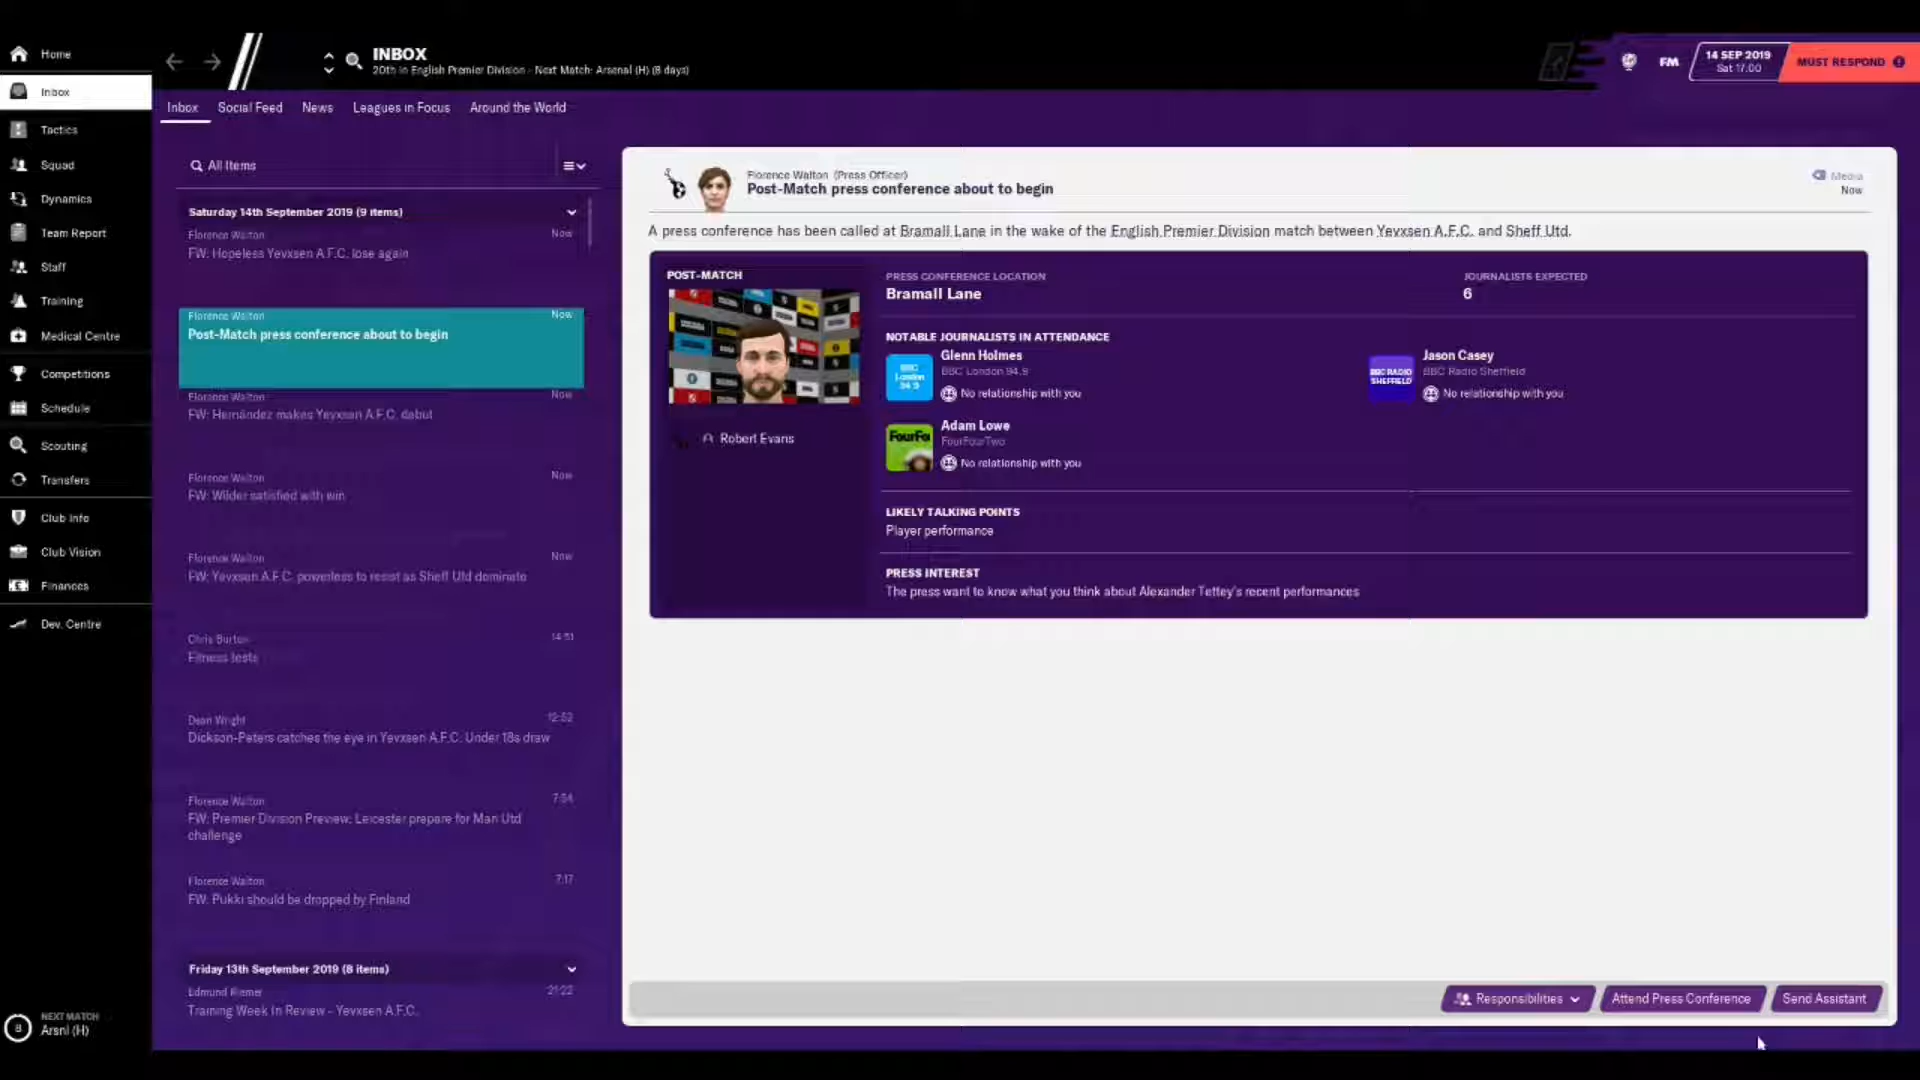 Home
Inbox
Tactics
Squad
Dynamics
Team Report
Staff
Training
Medical Centre
Competitions
Schedule
Scouting
Transfers
Club Info
Club Vision
Finances
Dev. Centre
8
NEXT MATCH
Arsnl (H)
INBOX
20th in English Premier Division - Next Match: Arsenal (H) (8 days)
FM
14 SEP 2019
Sat 17:00
MUST RESPOND
Inbox Social Feed News Leagues in Focus Around the World
All Items
Saturday 14th September 2019 (9 items)
Florence Walton Now
FW: Hopeless Yevxsen A.F.C. lose again
Florence Walton Now
Post-Match press conference about to begin
Florence Walton Now
FW: Hernández makes Yevxsen A.F.C. debut
Florence Walton Now
FW: Wilder satisfied with win
Florence Walton Now
FW: Yevxsen A.F.C. powerless to resist as Sheff Utd dominate
Chris Burton 14:51
Fitness tests
Dean Wright 12:52
Dickson-Peters catches the eye in Yevxsen A.F.C. Under 18s draw
Florence Walton 7:54
FW: Premier Division Preview: Leicester prepare for Man Utd
challenge
Florence Walton 7:17
FW: Pukki should be dropped by Finland
Friday 13th September 2019 (8 items)
Edmund Riemer 21:22
Training Week In Review - Yevxsen A.F.C.
Florence Walton (Press Officer)
Post-Match press conference about to begin
Media
Now
A press conference has been called at Bramall Lane in the wake of the English Premier Division match between Yevxsen A.F.C. and Sheff Utd.
POST-MATCH
Robert Evans
PRESS CONFERENCE LOCATION
Bramall Lane
JOURNALISTS EXPECTED
6
NOTABLE JOURNALISTS IN ATTENDANCE
BBC
London
94 9
Glenn Holmes
BBC London 94.9
No relationship with you
BBC RADIO
SHEFFIELD
Jason Casey
BBC Radio Sheffield
No relationship with you
FourFo
Adam Lowe
FourFourTwo
No relationship with you
LIKELY TALKING POINTS
Player performance
PRESS INTEREST
The press want to know what you think about Alexander Tettey's recent performances
Responsibilities
Attend Press Conference
Send Assistant